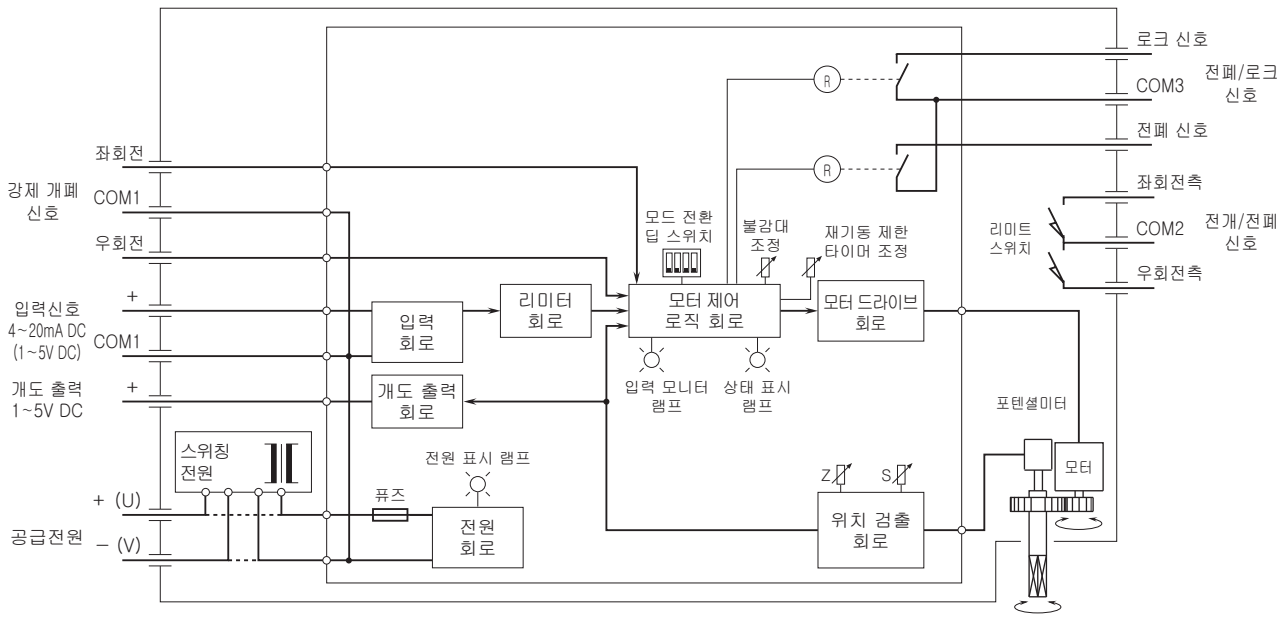 로크 신호
COM3
전폐/로크
신호
전폐 신호
좌회전측
COM2
전개/전폐
신호
우회전측
리미트
스위치
R
R
좌회전
강제 개폐
신호
COM1
우회전
입력신호
4~20mA DC
(1~5V DC)
+
COM1
개도 출력
1~5V DC
+
모드 전환
딥 스위치
불감대
조정
재기동 제한
타이머 조정
입력
회로
리미터
회로
모터 제어
로직 회로
모터 드라이브
회로
입력 모니터
램프
상태 표시
램프
개도 출력
회로
포텐셜미터
모터
스위칭
전원
전원 표시 램프
Z
S
+ (U)
공급전원
− (V)
퓨즈
전원
회로
위치 검출
회로